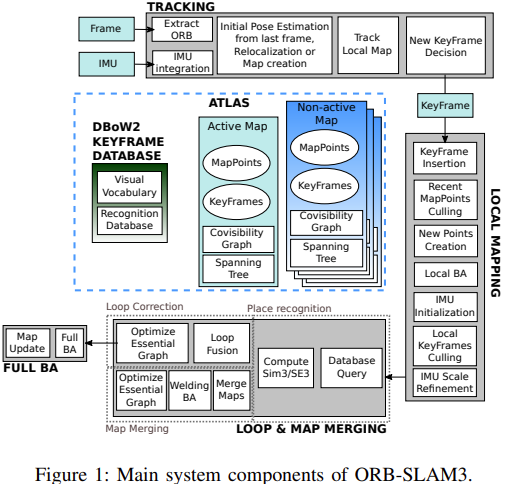 TRACKING
Frame
Extract
ORB
IMU
IMU
integration
Initial Pose Estimation
from last frame,
Relocalization or
Map creation
Track
Local Map
New KeyFrame
Decision
KeyFrame
ATLAS
DBoW2
KEYFRAME
DATABASE
Visual
Vocabulary
Recognition
Database
Active Map
MapPoints
KeyFrames
Covisibility
Graph
Spanning
Tree
Non-active
Map
MapPoints
KeyFrames
Covisibility
Graph
Spanning
Tree
LOCAL MAPPING
KeyFrame
Insertion
Recent
MapPoints
Culling
New Points
Creation
Local BA
IMU
Initialization
Local
KeyFrames
Culling
IMU Scale
Refinement
Loop Correction
Place recognition
Optimize
Essential
Graph
Loop
Fusion
Compute
Sim3/SE3
Database
Query
Map
Update
Full
BA
FULL BA
Optimize
Essential
Graph
Welding
BA
Merge
Maps
Map Merging
LOOP & MAP MERGING
Figure 1: Main system components of ORB-SLAM3.